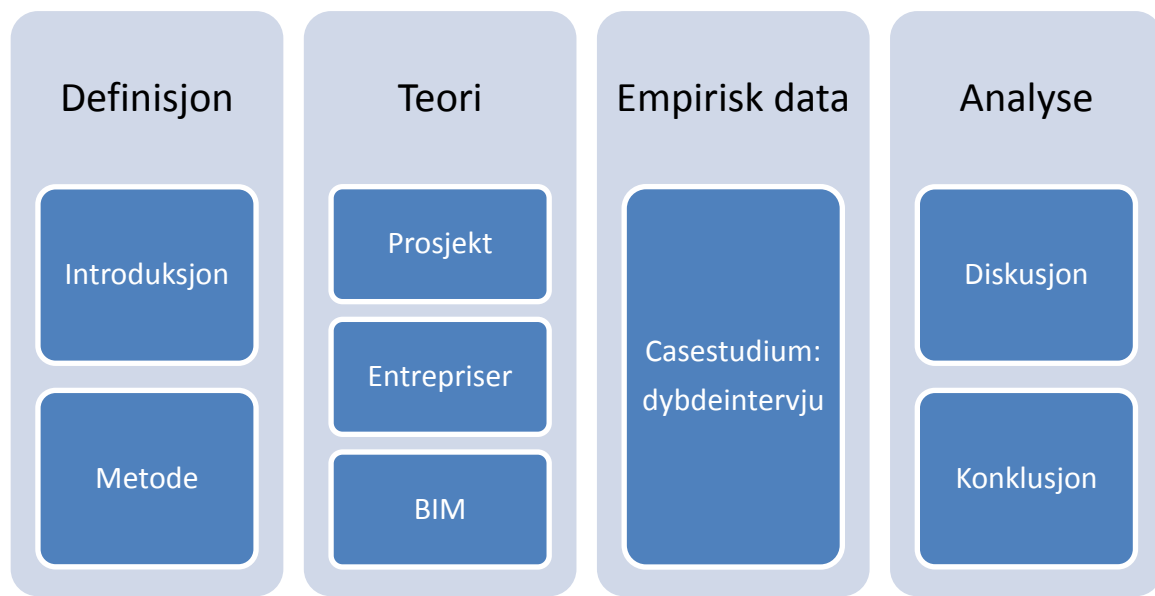 Definisjon
Introduksjon
Metode
Teori
Prosjekt
Entrepriser
BIM
Empirisk data
Casestudium:
dybdeintervju
Analyse
Diskusjon
Konklusjon